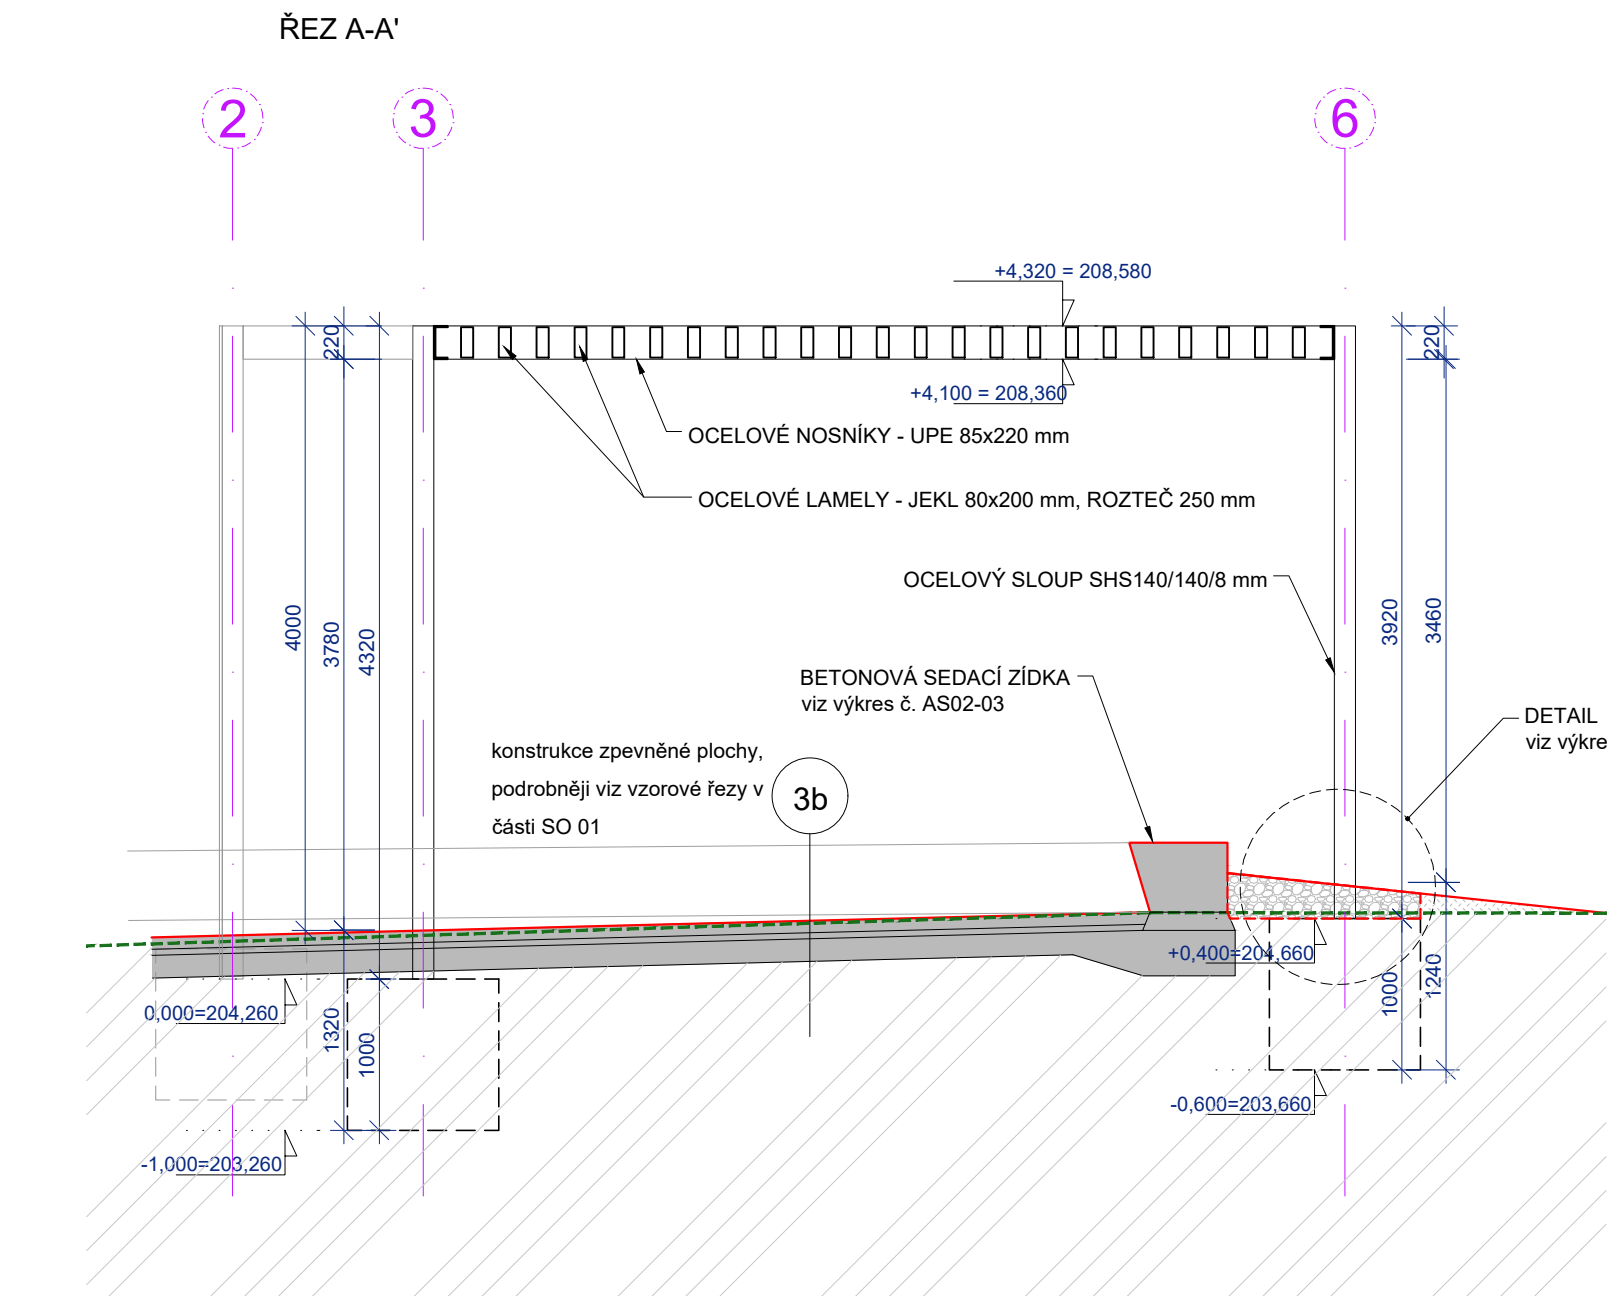 ŘEZ A-A'
2
3
6
+4,320 = 208,580
220
220
+4,100 = 208,360
OCELOVÉ NOSNÍKY - UPE 85x220 mm
OCELOVÉ LAMELY - JEKL 80x200 mm, ROZTEČ 250 mm
OCELOVÝ SLOUP SHS140/140/8 mm
4000
3780
4320
3920
3460
BETONOVÁ SEDACÍ ZÍDKA
viz výkres č. AS02-03
DETAIL
viz výkre
konstrukce zpevněné plochy,
podrobněji viz vzorové řezy v
části SO 01
3b
+0,400=204,660
0,000=204,260
1320
1000
1000
1240
-0,600=203,660
-1,000=203,260